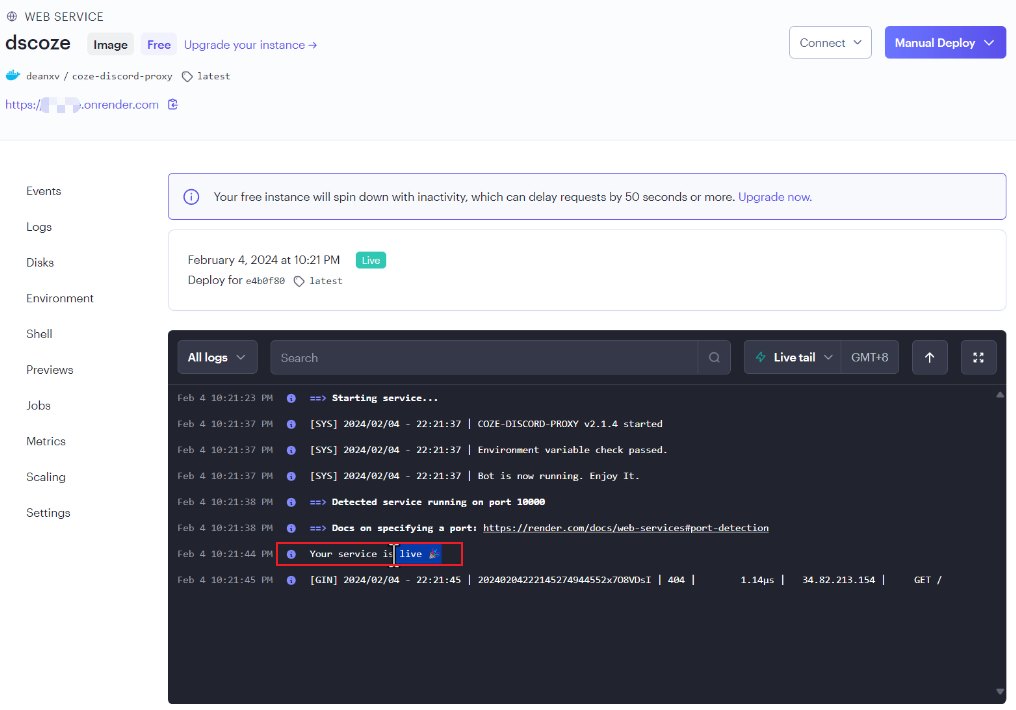 WEB SERVICE
dscoze Image Free Upgrade your instance → Connect Manual Deploy
deanxv / coze-discord-proxy latest
https://e.onrender.com
Events
Logs
Disks
Environment
Shell
Previews
Jobs
Metrics
Scaling
Settings
Your free instance will spin down with inactivity, which can delay requests by 50 seconds or more. Upgrade now.
February 4, 2024 at 10:21 PM Live
Deploy for e4b0f80 latest
All logs Search Live tail GMT+8
Feb 4 10:21:23 PM ==> Starting service...
Feb 4 10:21:37 PM [SYS] 2024/02/04 - 22:21:37 | COZE-DISCORD-PROXY v2.1.4 started
Feb 4 10:21:37 PM [SYS] 2024/02/04 - 22:21:37 | Environment variable check passed.
Feb 4 10:21:37 PM [SYS] 2024/02/04 - 22:21:37 | Bot is now running. Enjoy It.
Feb 4 10:21:38 PM ==> Detected service running on port 10000
Feb 4 10:21:38 PM ==> Docs on specifying a port: https://render.com/docs/web-services#port-detection
Feb 4 10:21:44 PM Your service is live 🎉
Feb 4 10:21:45 PM [GIN] 2024/02/04 - 22:21:45 | 20240204222145274944552x7O8VDsI | 404 | 1.14µs | 34.82.213.154 | GET /